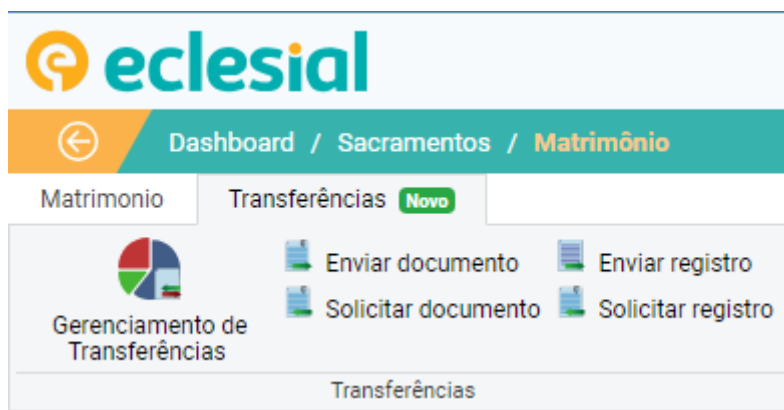 eclesial
Dashboard / Sacramentos / Matrimônio
Matrimonio
Transferências Novo
Gerenciamento de
Transferências
Enviar documento
Solicitar documento
Enviar registro
Solicitar registro
Transferências